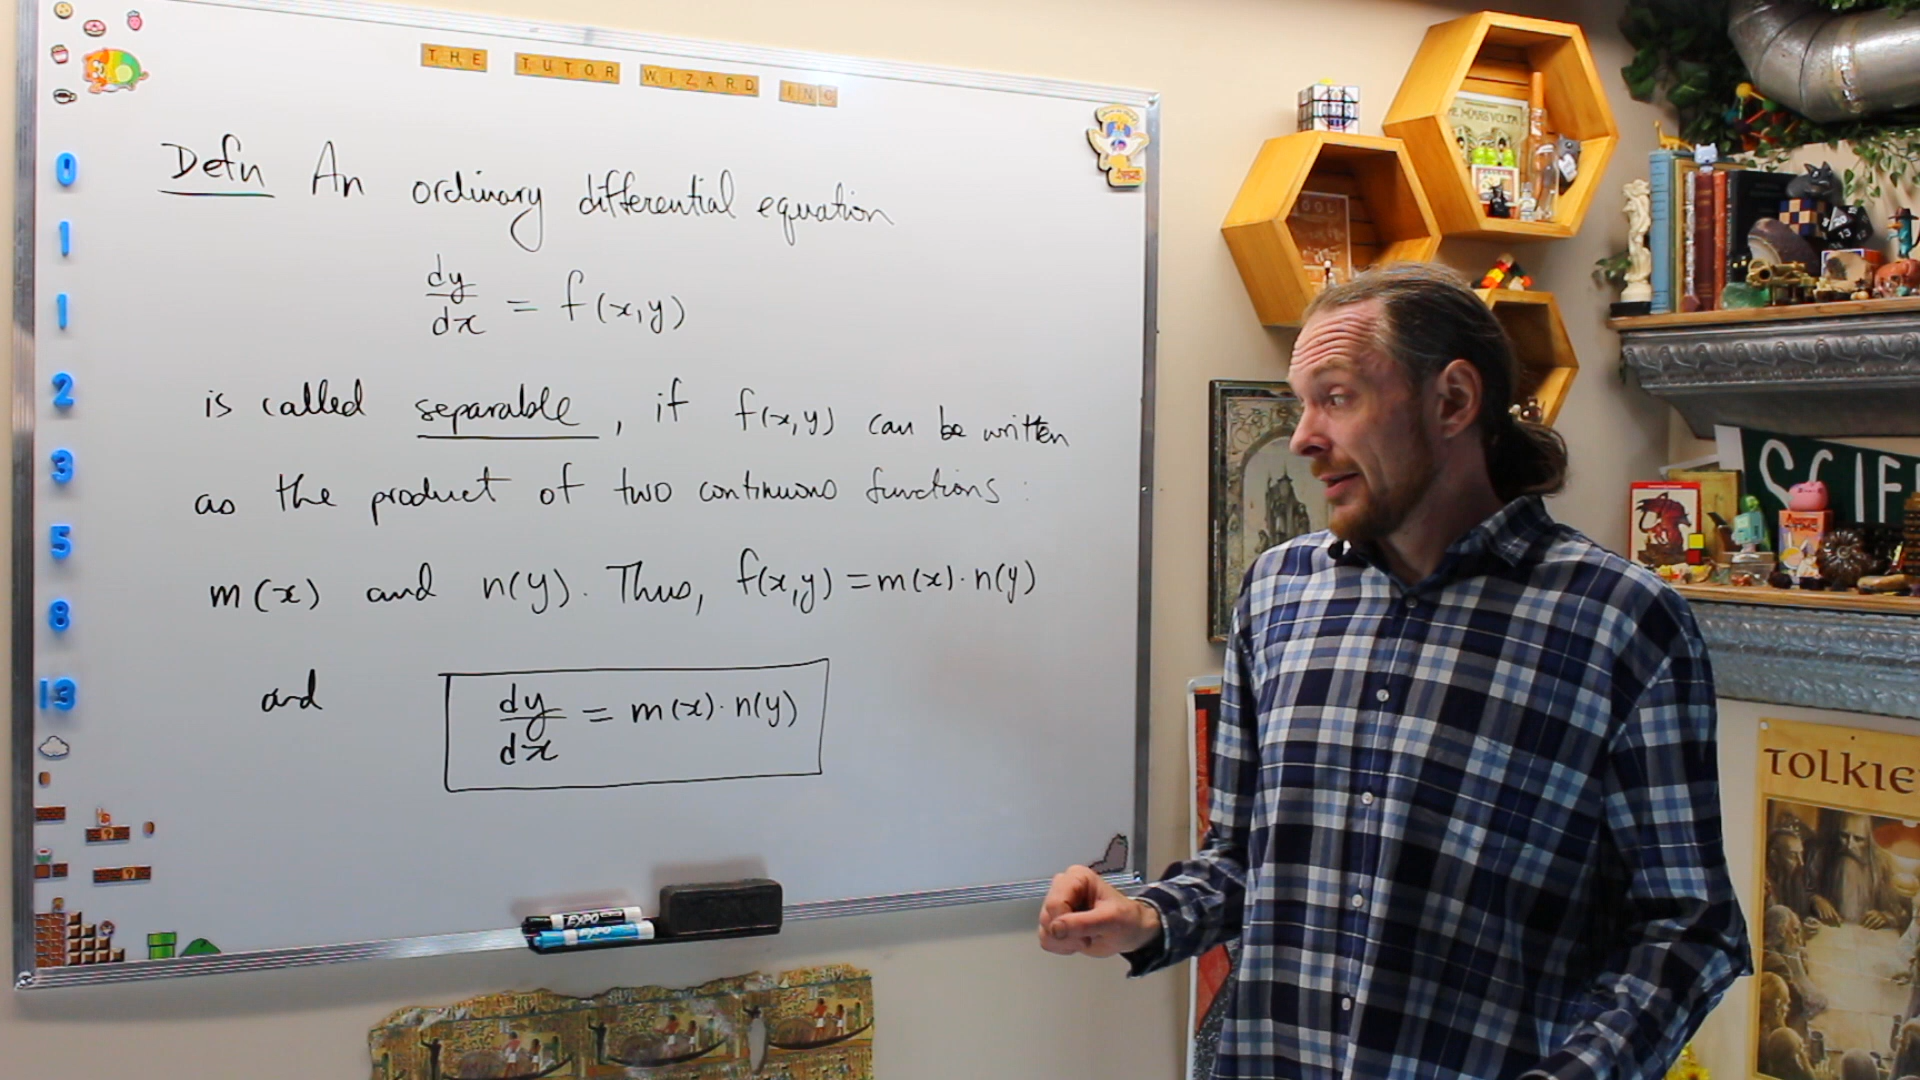 THE TUTOR WIZARD INC
Defn An ordinary differential equation
dy/dx = f(x,y)
is called separable, if f(x,y) can be written
as the product of two continuous functions:
m(x) and n(y). Thus, f(x,y) = m(x)·n(y)
and dy/dx = m(x)·n(y)
0
1
1
2
3
5
8
13
EXPO
EXPO
SCIE
TOLKIE